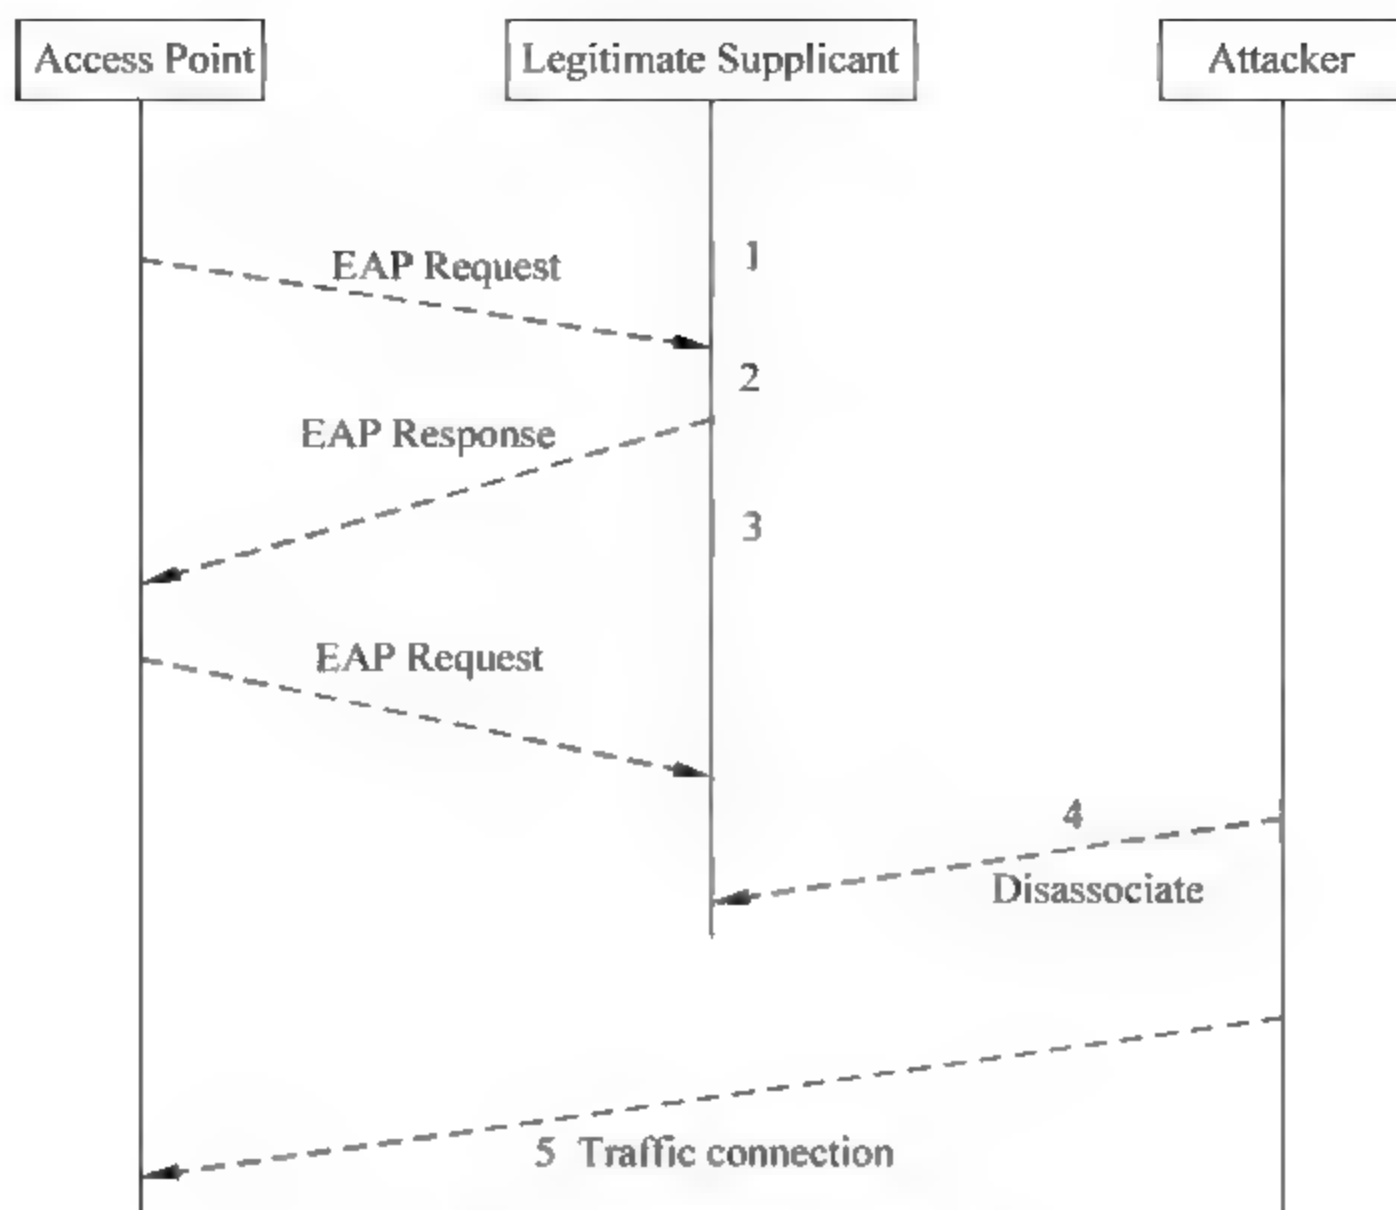 Access Point
Legitimate Supplicant
Attacker
EAP Request
1
2
EAP Response
3
EAP Request
4
Disassociate
5 Traffic connection